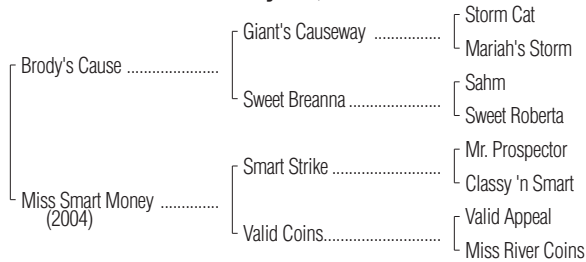 Storm Cat
Giant's Causeway ................
Mariah's Storm
Brody's Cause ......................
Sahm
Sweet Breanna ......................
Sweet Roberta
Mr. Prospector
Smart Strike ..........................
Classy 'n Smart
Miss Smart Money ..............
(2004)
Valid Appeal
Valid Coins............................
Miss River Coins